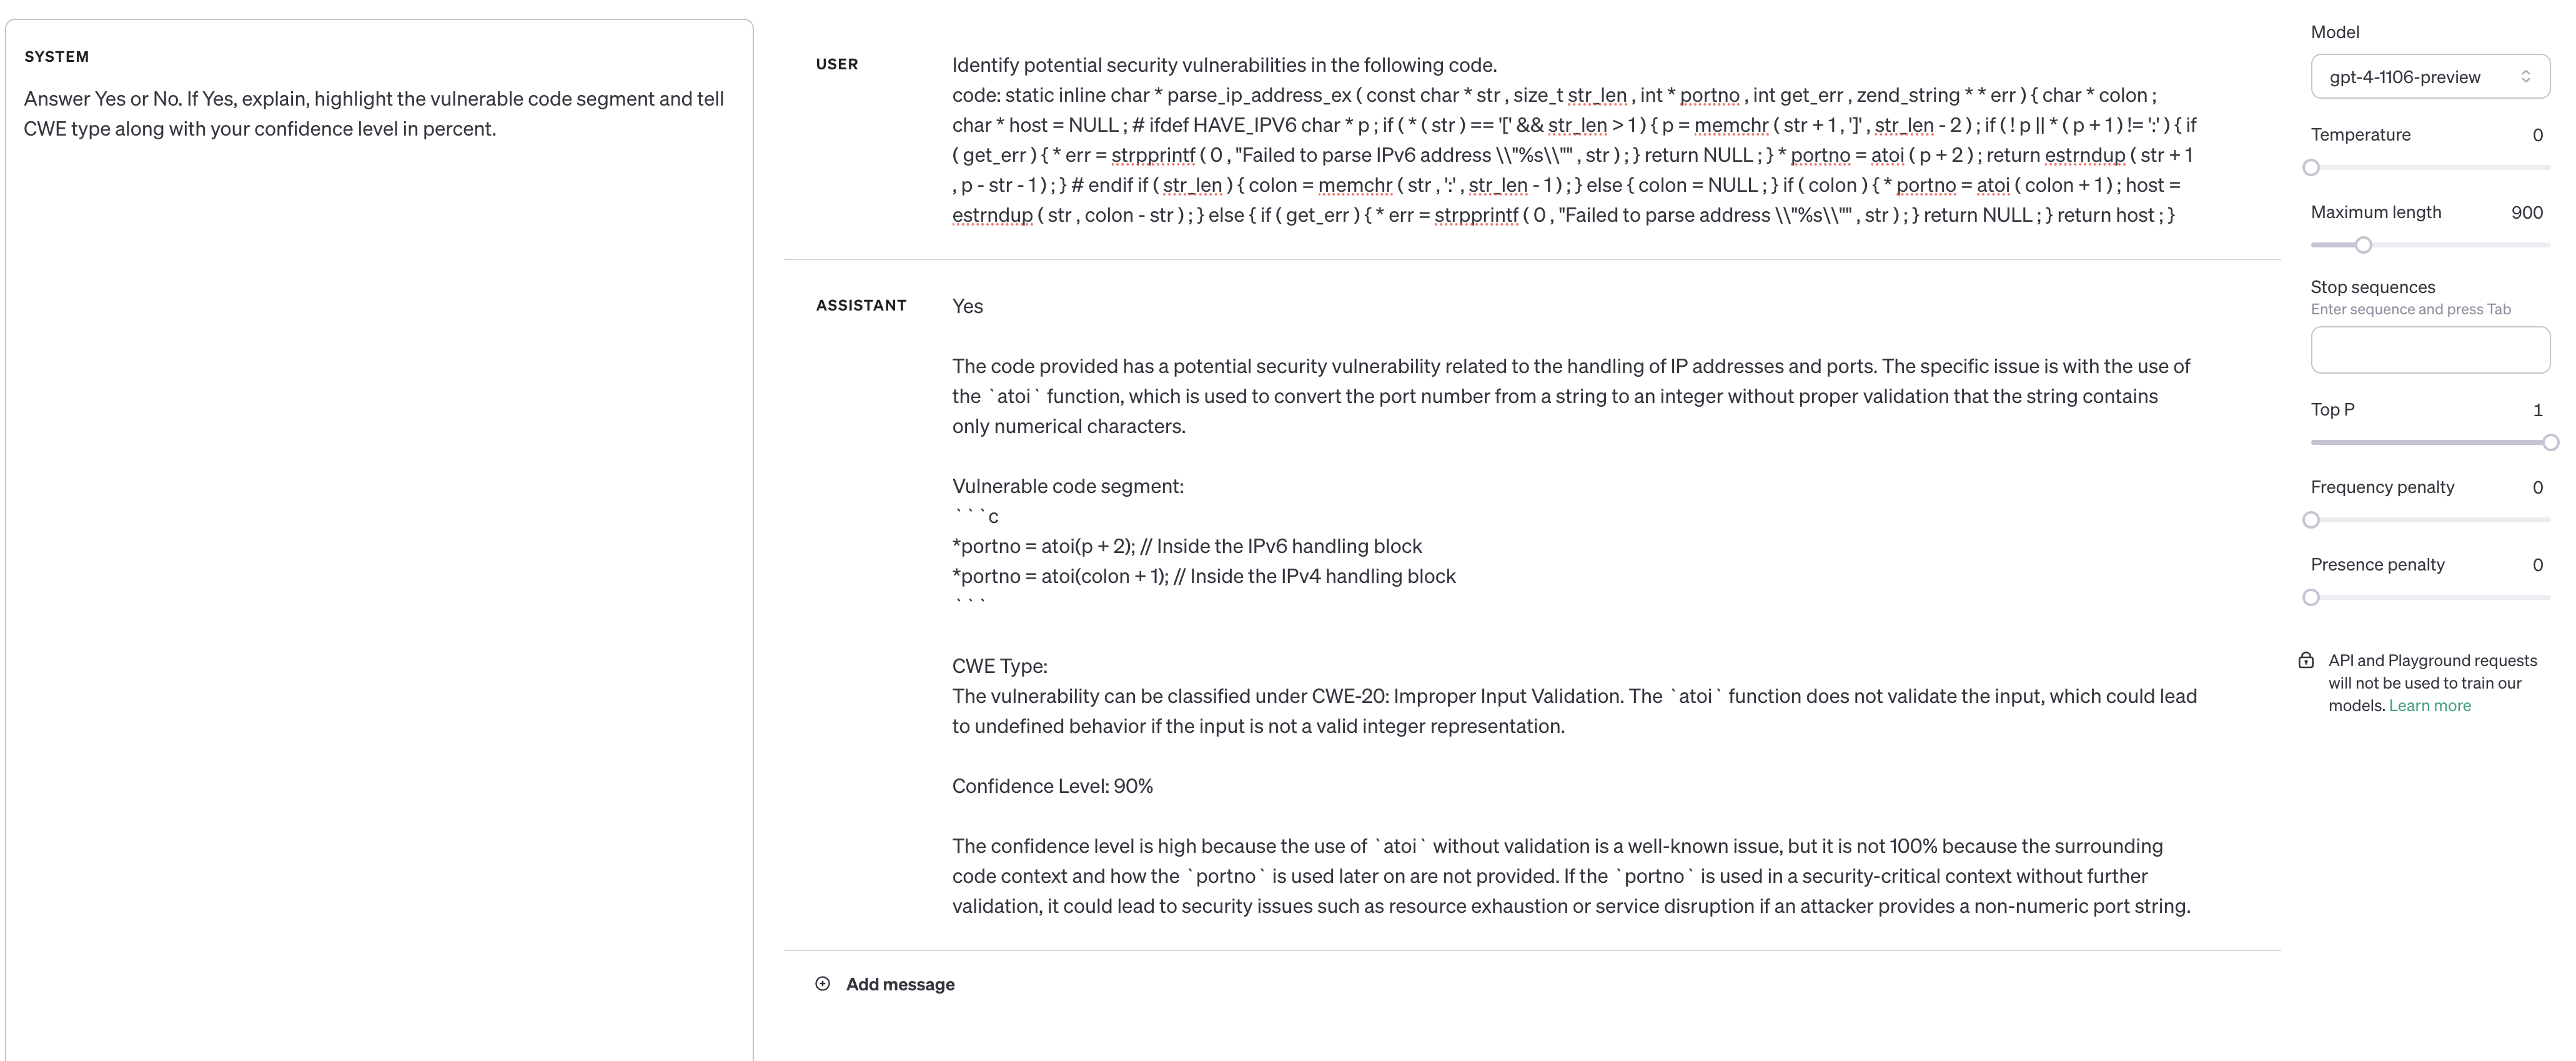 SYSTEM
Answer Yes or No. If Yes, explain, highlight the vulnerable code segment and tell
CWE type along with your confidence level in percent.
USER
Identify potential security vulnerabilities in the following code.
code: static inline char * parse_ip_address_ex ( const char * str , size_t str_len , int * portno , int get_err , zend_string * * err ) { char * colon ;
char * host = NULL ; # ifdef HAVE_IPV6 char * p ; if ( * ( str ) == '[' && str_len > 1 ) { p = memchr ( str + 1 , ']' , str_len - 2 ) ; if ( ! p || * ( p + 1 ) != ':' ) { if
( get_err ) { * err = strpprintf ( 0 , "Failed to parse IPv6 address \\"%s\\"" , str ) ; } return NULL ; } * portno = atoi ( p + 2 ) ; return estrndup ( str + 1
, p - str - 1 ) ; } # endif if ( str_len ) { colon = memchr ( str , ':' , str_len - 1 ) ; } else { colon = NULL ; } if ( colon ) { * portno = atoi ( colon + 1 ) ; host =
estrndup ( str , colon - str ) ; } else { if ( get_err ) { * err = strpprintf ( 0 , "Failed to parse address \\"%s\\"" , str ) ; } return NULL ; } return host ; }
ASSISTANT
Yes
The code provided has a potential security vulnerability related to the handling of IP addresses and ports. The specific issue is with the use of
the `atoi` function, which is used to convert the port number from a string to an integer without proper validation that the string contains
only numerical characters.
Vulnerable code segment:
```c
*portno = atoi(p + 2); // Inside the IPv6 handling block
*portno = atoi(colon + 1); // Inside the IPv4 handling block
```
CWE Type:
The vulnerability can be classified under CWE-20: Improper Input Validation. The `atoi` function does not validate the input, which could lead
to undefined behavior if the input is not a valid integer representation.
Confidence Level: 90%
The confidence level is high because the use of `atoi` without validation is a well-known issue, but it is not 100% because the surrounding
code context and how the `portno` is used later on are not provided. If the `portno` is used in a security-critical context without further
validation, it could lead to security issues such as resource exhaustion or service disruption if an attacker provides a non-numeric port string.
Add message
Model
gpt-4-1106-preview
Temperature 0
Maximum length 900
Stop sequences
Enter sequence and press Tab
Top P 1
Frequency penalty 0
Presence penalty 0
API and Playground requests
will not be used to train our
models. Learn more